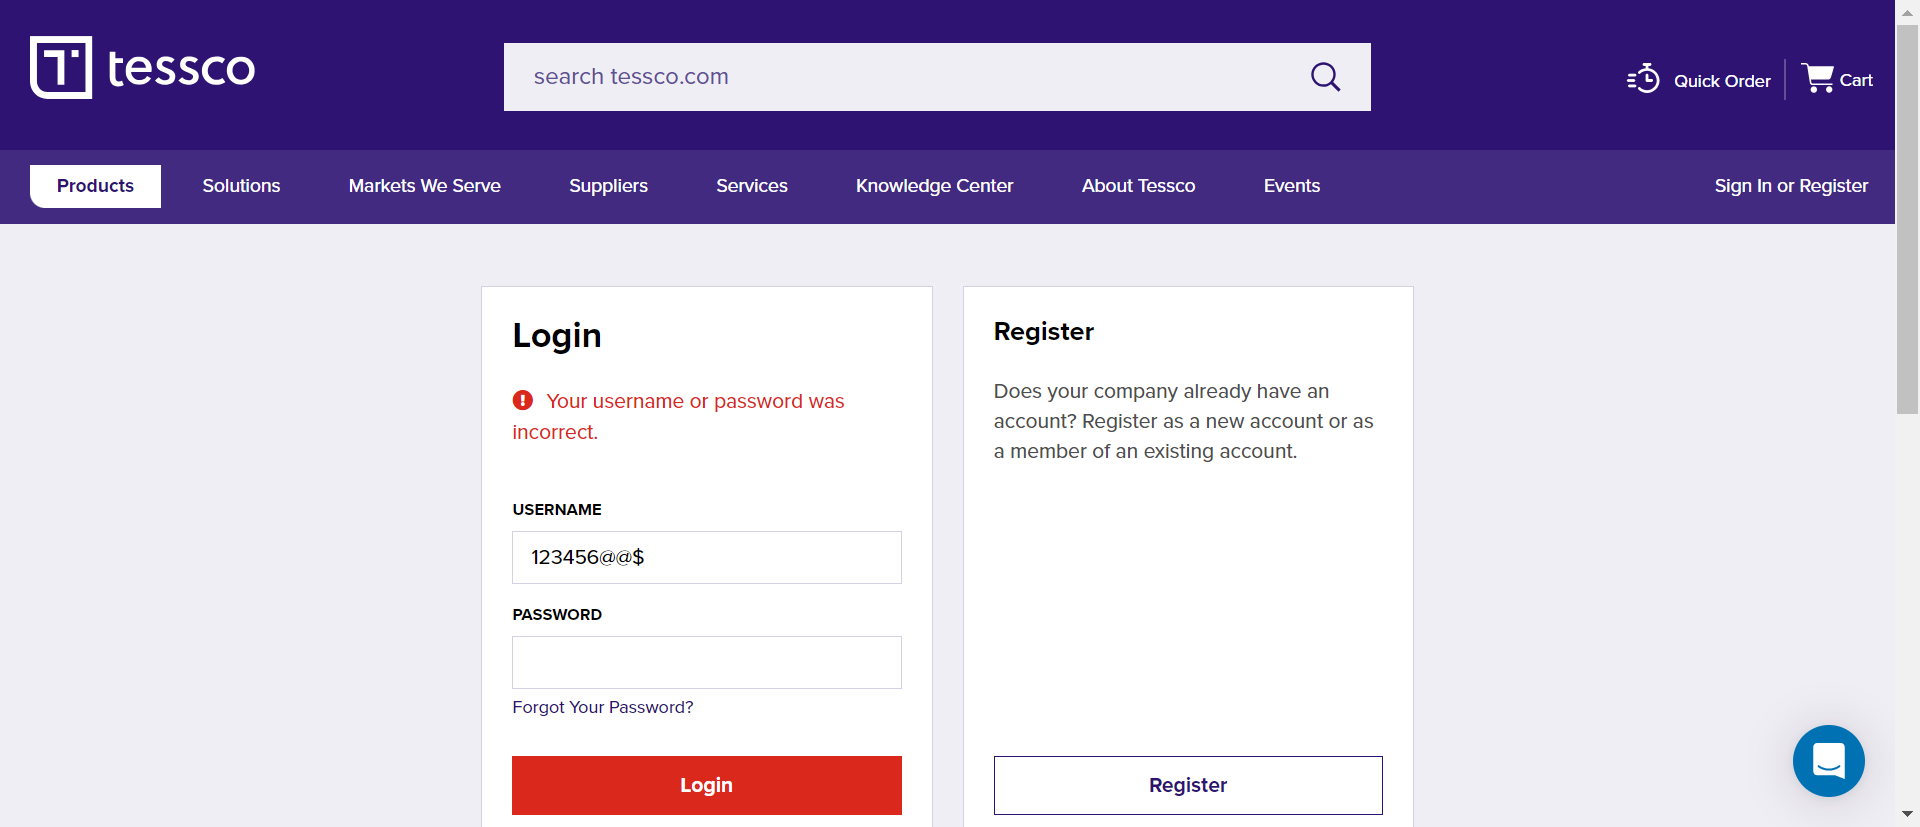 tessco
search tessco.com
Quick Order
Cart
Products
Solutions
Markets We Serve
Suppliers
Services
Knowledge Center
About Tessco
Events
Sign In or Register
Login
Your username or password was
incorrect.
USERNAME
123456@@$
PASSWORD
Forgot Your Password?
Login
Register
Does your company already have an
account? Register as a new account or as
a member of an existing account.
Register